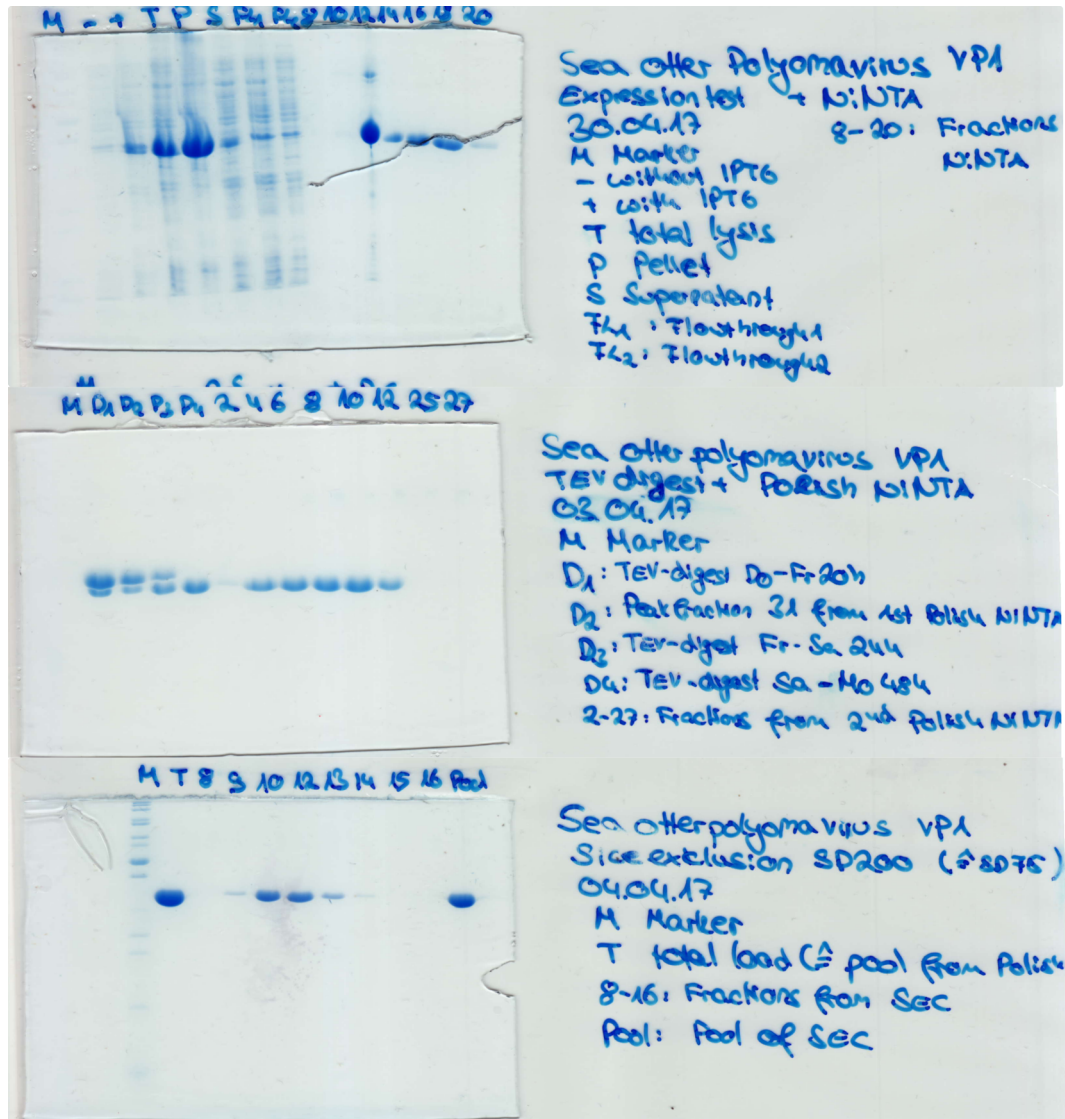 M - + T P S FL1 FL2 8 10 12 14 16 18 20
Sea otter Polyomavirus VP1
Expression test + NiNTA
30.04.17 8-20: Fractions
NiNTA
M Marker
- without IPTG
+ with IPTG
T total lysis
P Pellet
S Supernatant
FL1 : Flowthrough1
FL2 : Flowthrough2
M D1 D2 D3 D4 2 4 6 8 10 12 25 27
Sea otter polyomavirus VP1
TEV digest + Polish NiNTA
03.04.17
M Marker
D1: TEV-digest Do-Fr 20h
D2: Peak fraction 31 from 1st Polish NiNTA
D3: TEV-digest Fr-Sa 24h
D4: TEV-digest Sa-Mo 48h
2-27: Fractions from 2nd Polish NiNTA
M T 8 9 10 12 13 14 15 16 Pool
Sea otter polyomavirus VP1
Size exklusion SD200 (≙ SD75)
04.04.17
M Marker
T total load (≙ pool from Polish
8-16: Fractions from SEC
Pool: Pool of SEC